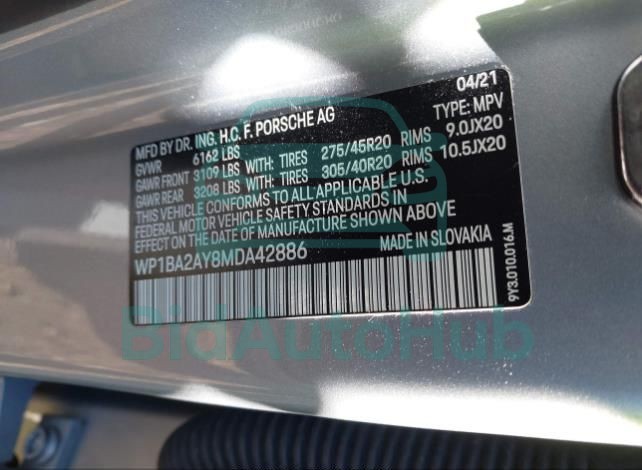 04/21
MFD BY DR. ING. H.C. F. PORSCHE AG TYPE: MPV
GVWR 6162 LBS
GAWR FRONT 3109 LBS WITH: TIRES 275/45R20 RIMS 9.0JX20
GAWR REAR 3208 LBS WITH: TIRES 305/40R20 RIMS 10.5JX20
THIS VEHICLE CONFORMS TO ALL APPLICABLE U.S.
FEDERAL MOTOR VEHICLE SAFETY STANDARDS IN EFFECT
ON THE DATE OF MANUFACTURE SHOWN ABOVE
WP1BA2AY8MDA42886 MADE IN SLOVAKIA
9Y3.010.016.M
BidAutoHub